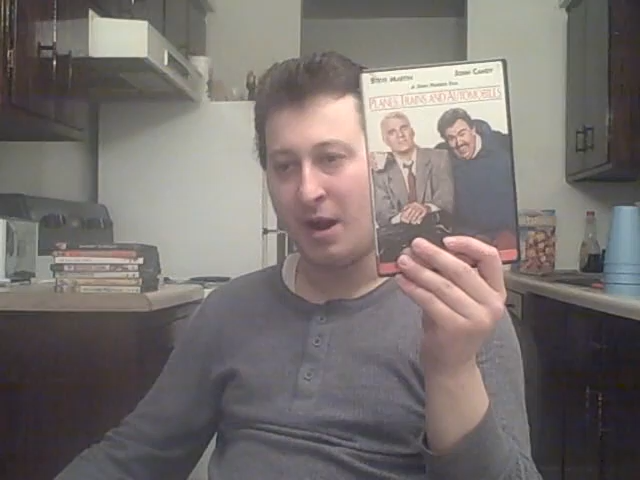 STEVE MARTIN JOHN CANDY
A JOHN HUGHES FILM
PLANES, TRAINS AND AUTOMOBILES